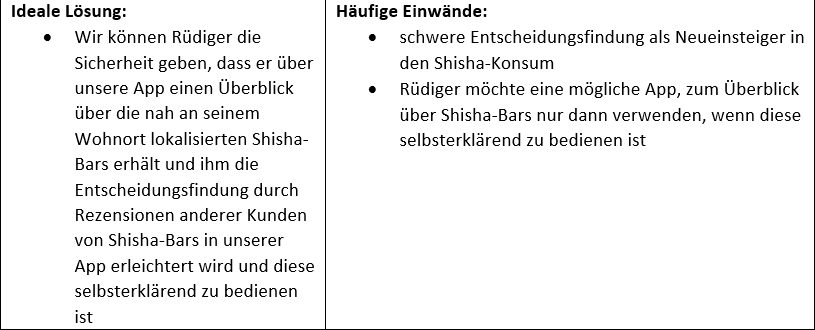 Ideale Lösung:
• Wir können Rüdiger die
Sicherheit geben, dass er über
unsere App einen Überblick
über die nah an seinem
Wohnort lokalisierten Shisha-
Bars erhält und ihm die
Entscheidungsfindung durch
Rezensionen anderer Kunden
von Shisha-Bars in unserer
App erleichtert wird und diese
selbsterklärend zu bedienen
ist
Häufige Einwände:
• schwere Entscheidungsfindung als Neueinsteiger in
den Shisha-Konsum
• Rüdiger möchte eine mögliche App, zum Überblick
über Shisha-Bars nur dann verwenden, wenn diese
selbsterklärend zu bedienen ist